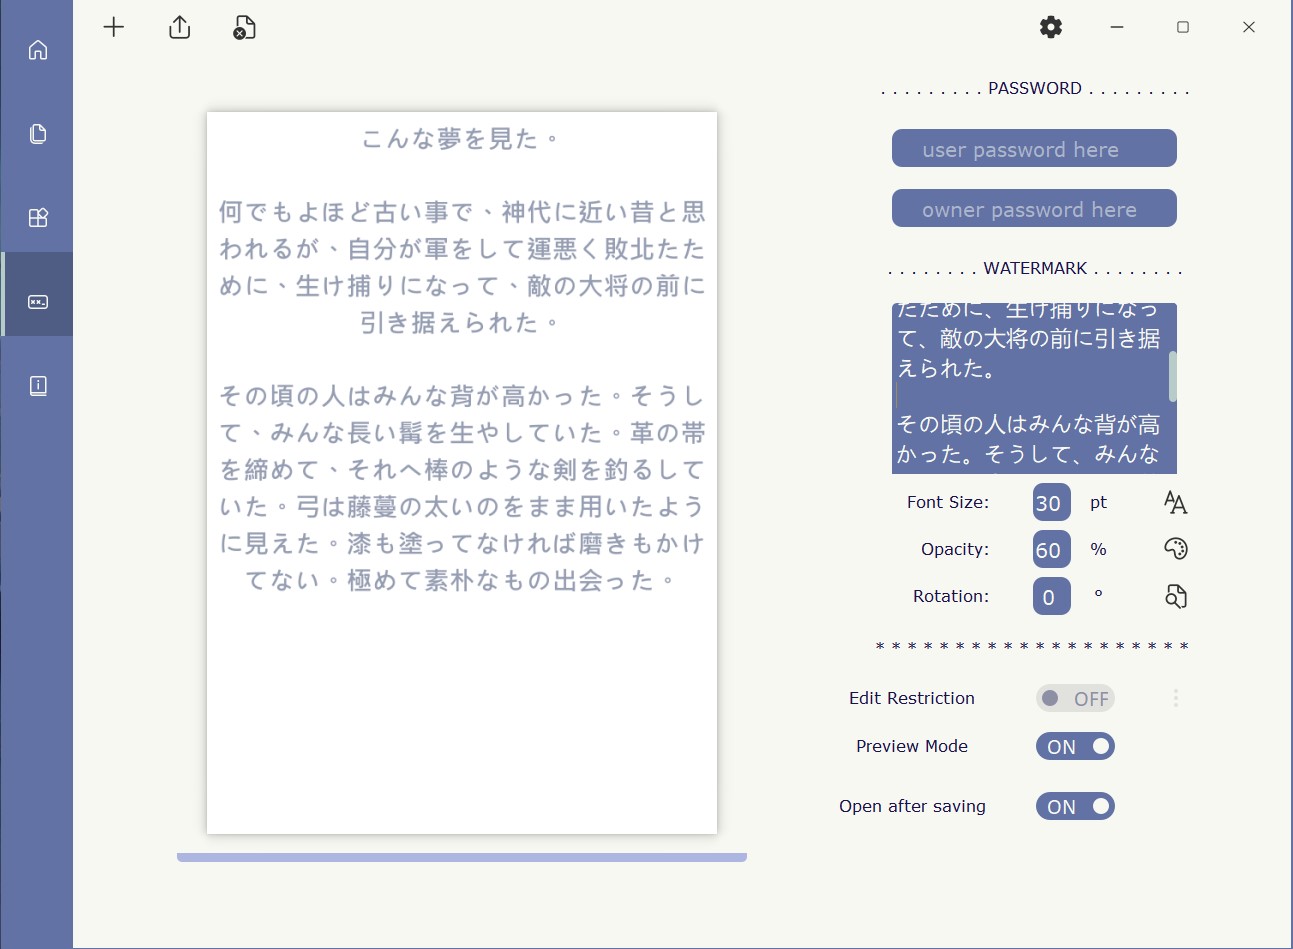 PASSWORD
user password here
owner password here
WATERMARK
こんな夢を見た。
何でもよほど古い事で、神代に近い昔と思
われるが、自分が軍をして運悪く敗北たた
めに、生け捕りになって、敵の大将の前に
引き据えられた。
その頃の人はみんな背が高かった。そうし
て、みんな長い髯を生やしていた。革の帯
を締めて、それへ棒のような剣を釣るして
いた。弓は藤蔓の太いのをまま用いたよう
に見えた。漆も塗ってなければ磨きもかけ
てない。極めて素朴なもの出会った。
たために、生け捕りになっ
て、敵の大将の前に引き据
えられた。
その頃の人はみんな背が高
かった。そうして、みんな
Font Size: 30 pt
Opacity: 60 %
Rotation: 0 °
* * * * * * * * * * * * * * * * * * * *
Edit Restriction OFF
Preview Mode ON
Open after saving ON